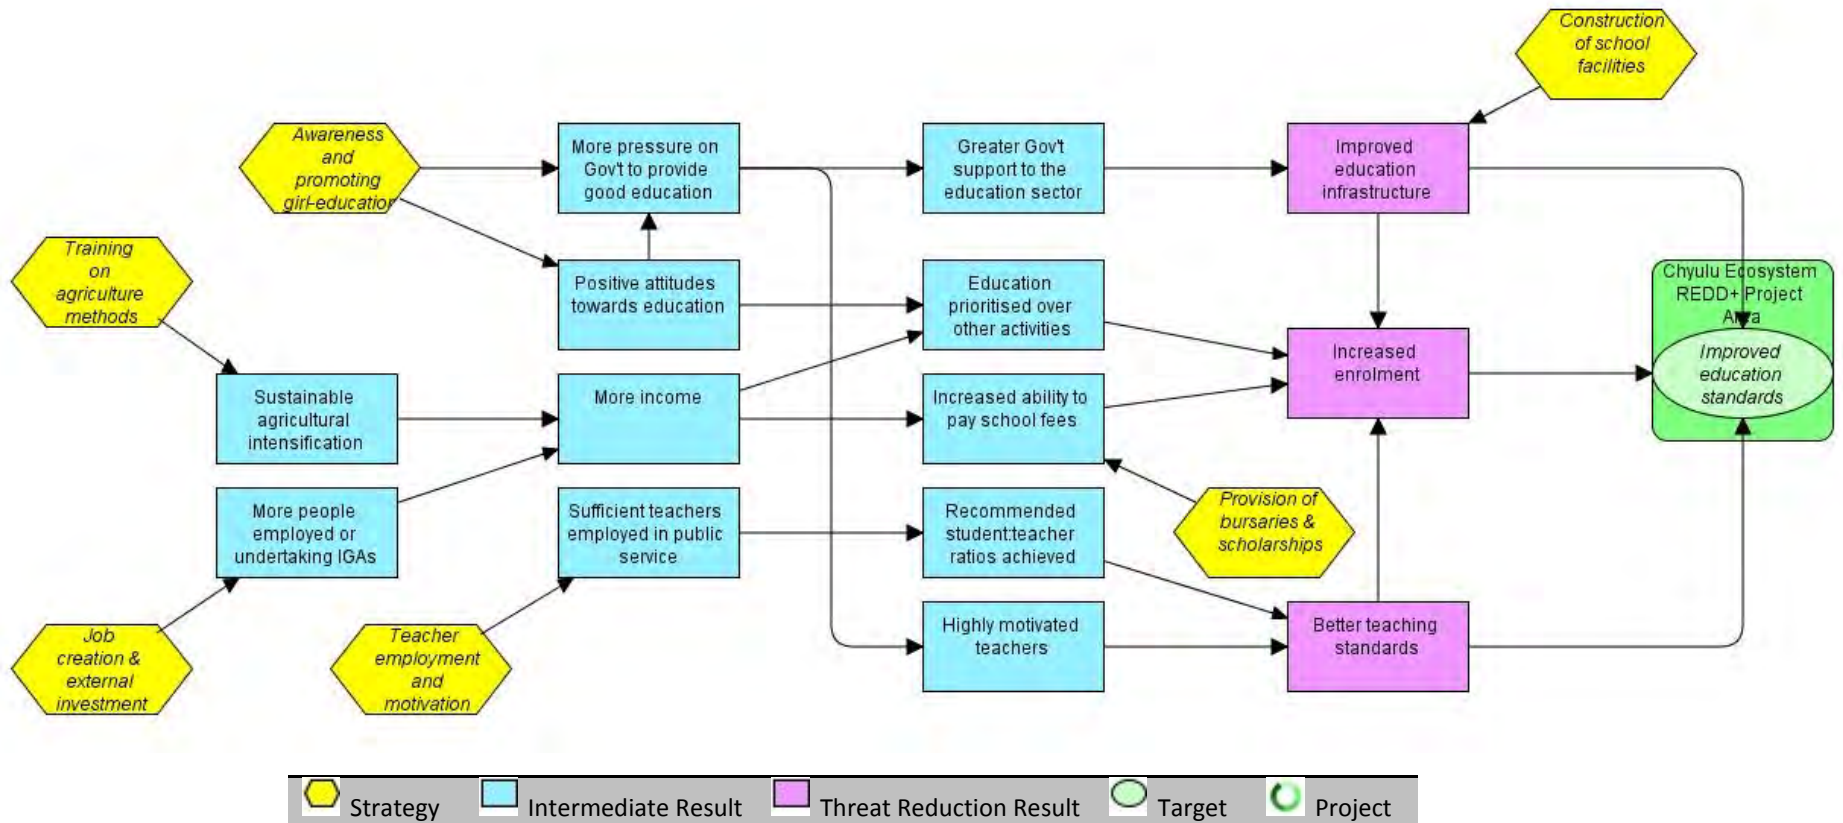 Construction
of school
facilities
Awareness
and
promoting
girl-education
More pressure on
Gov't to provide
good education
Greater Gov't
support to the
education sector
Improved
education
infrastructure
Training
on
agriculture
methods
Positive attitudes
towards education
Education
prioritised over
other activities
Chyulu Ecosystem
REDD+ Project
Area
Increased
enrolment
Improved
education
standards
Sustainable
agricultural
intensification
More income
Increased ability to
pay school fees
More people
employed or
undertaking IGAs
Sufficient teachers
employed in public
service
Recommended
student:teacher
ratios achieved
Provision of
bursaries &
scholarships
Job
creation &
external
investment
Teacher
employment
and
motivation
Highly motivated
teachers
Better teaching
standards
Strategy Intermediate Result Threat Reduction Result Target Project